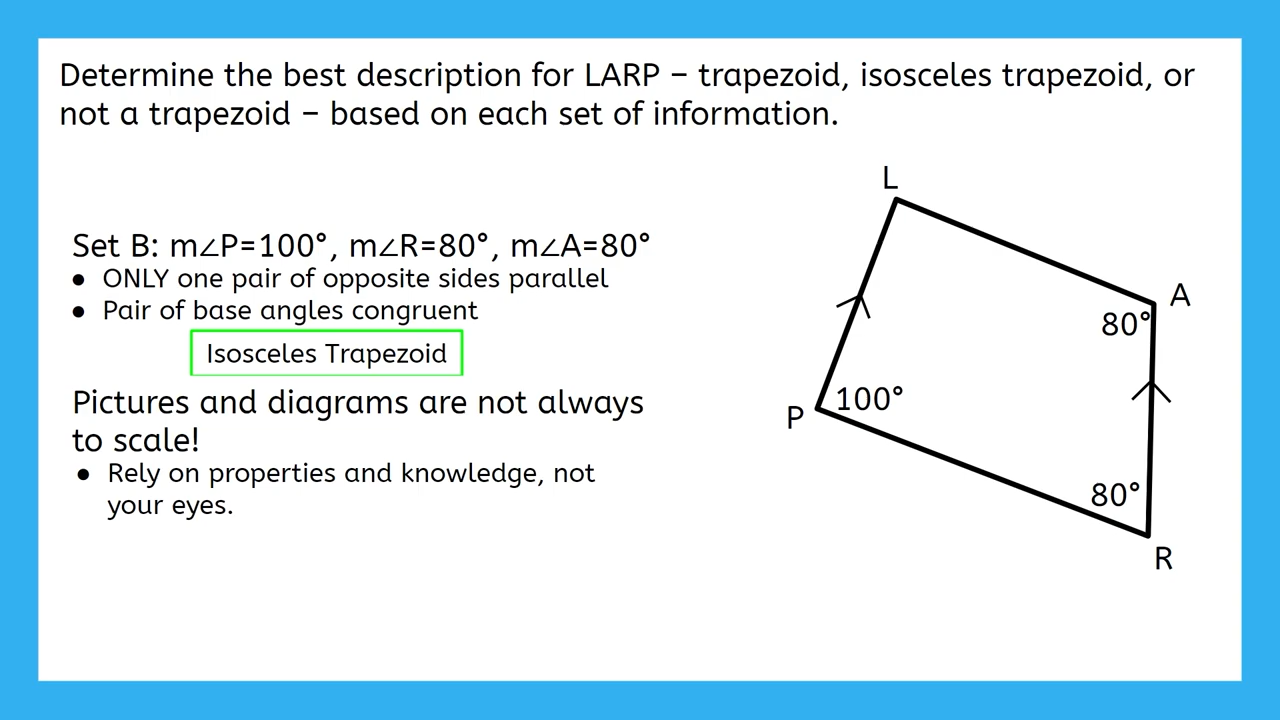 Determine the best description for LARP – trapezoid, isosceles trapezoid, or
not a trapezoid – based on each set of information.
Set B: m∠P=100°, m∠R=80°, m∠A=80°
● ONLY one pair of opposite sides parallel
● Pair of base angles congruent
Isosceles Trapezoid
Pictures and diagrams are not always
to scale!
● Rely on properties and knowledge, not
your eyes.
L
A
80°
100°
P
80°
R